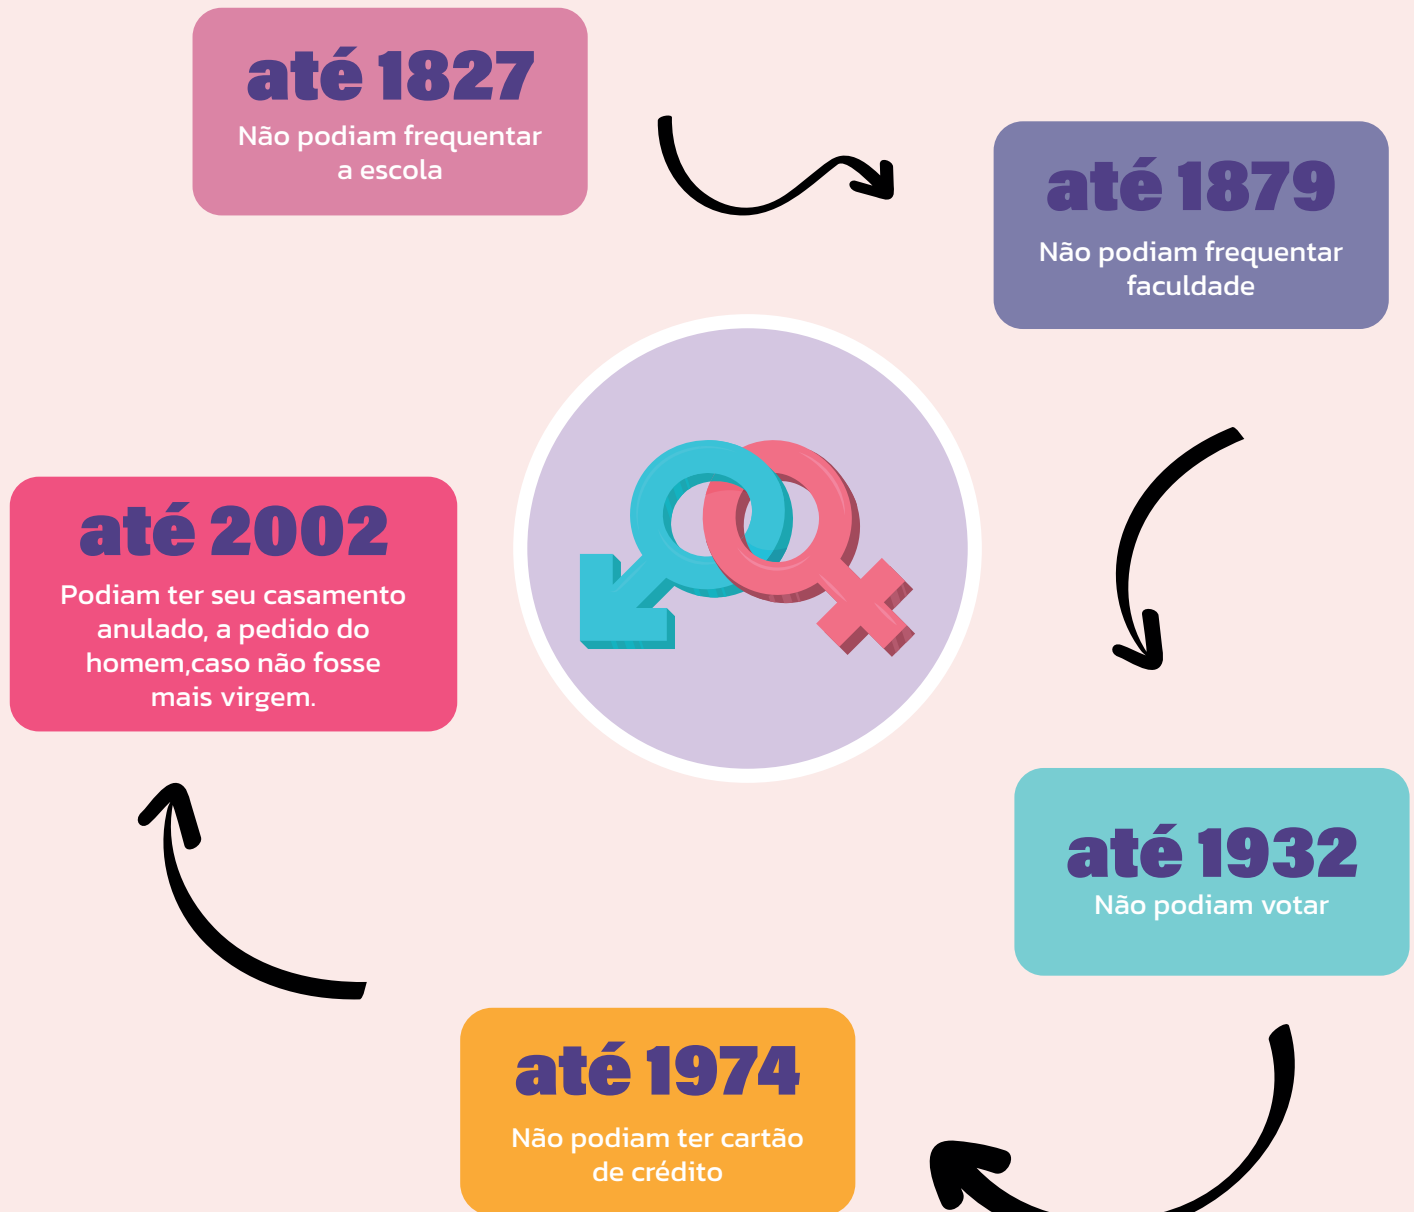 até 1827
Não podiam frequentar
a escola
até 1879
Não podiam frequentar
faculdade
até 1932
Não podiam votar
até 1974
Não podiam ter cartão
de crédito
até 2002
Podiam ter seu casamento
anulado, a pedido do
homem,caso não fosse
mais virgem.